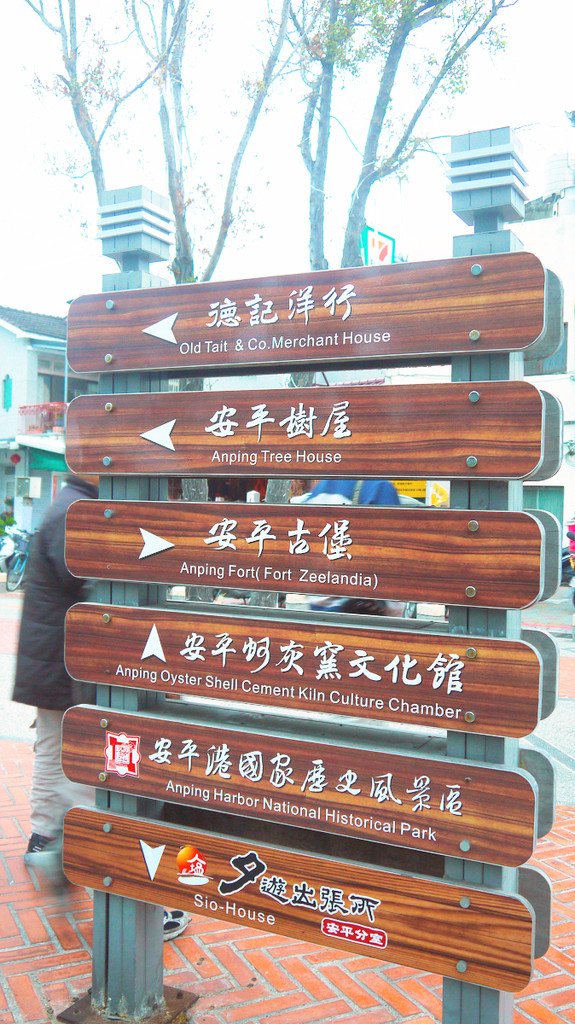 德記洋行
Old Tait & Co.Merchant House
安平樹屋
Anping Tree House
安平古堡
Anping Fort( Fort Zeelandia)
安平蚵灰窯文化館
Anping Oyster Shell Cement Kiln Culture Chamber
安平港國家歷史風景區
Anping Harbor National Historical Park
夕遊出張所
Sio-House
安平分室